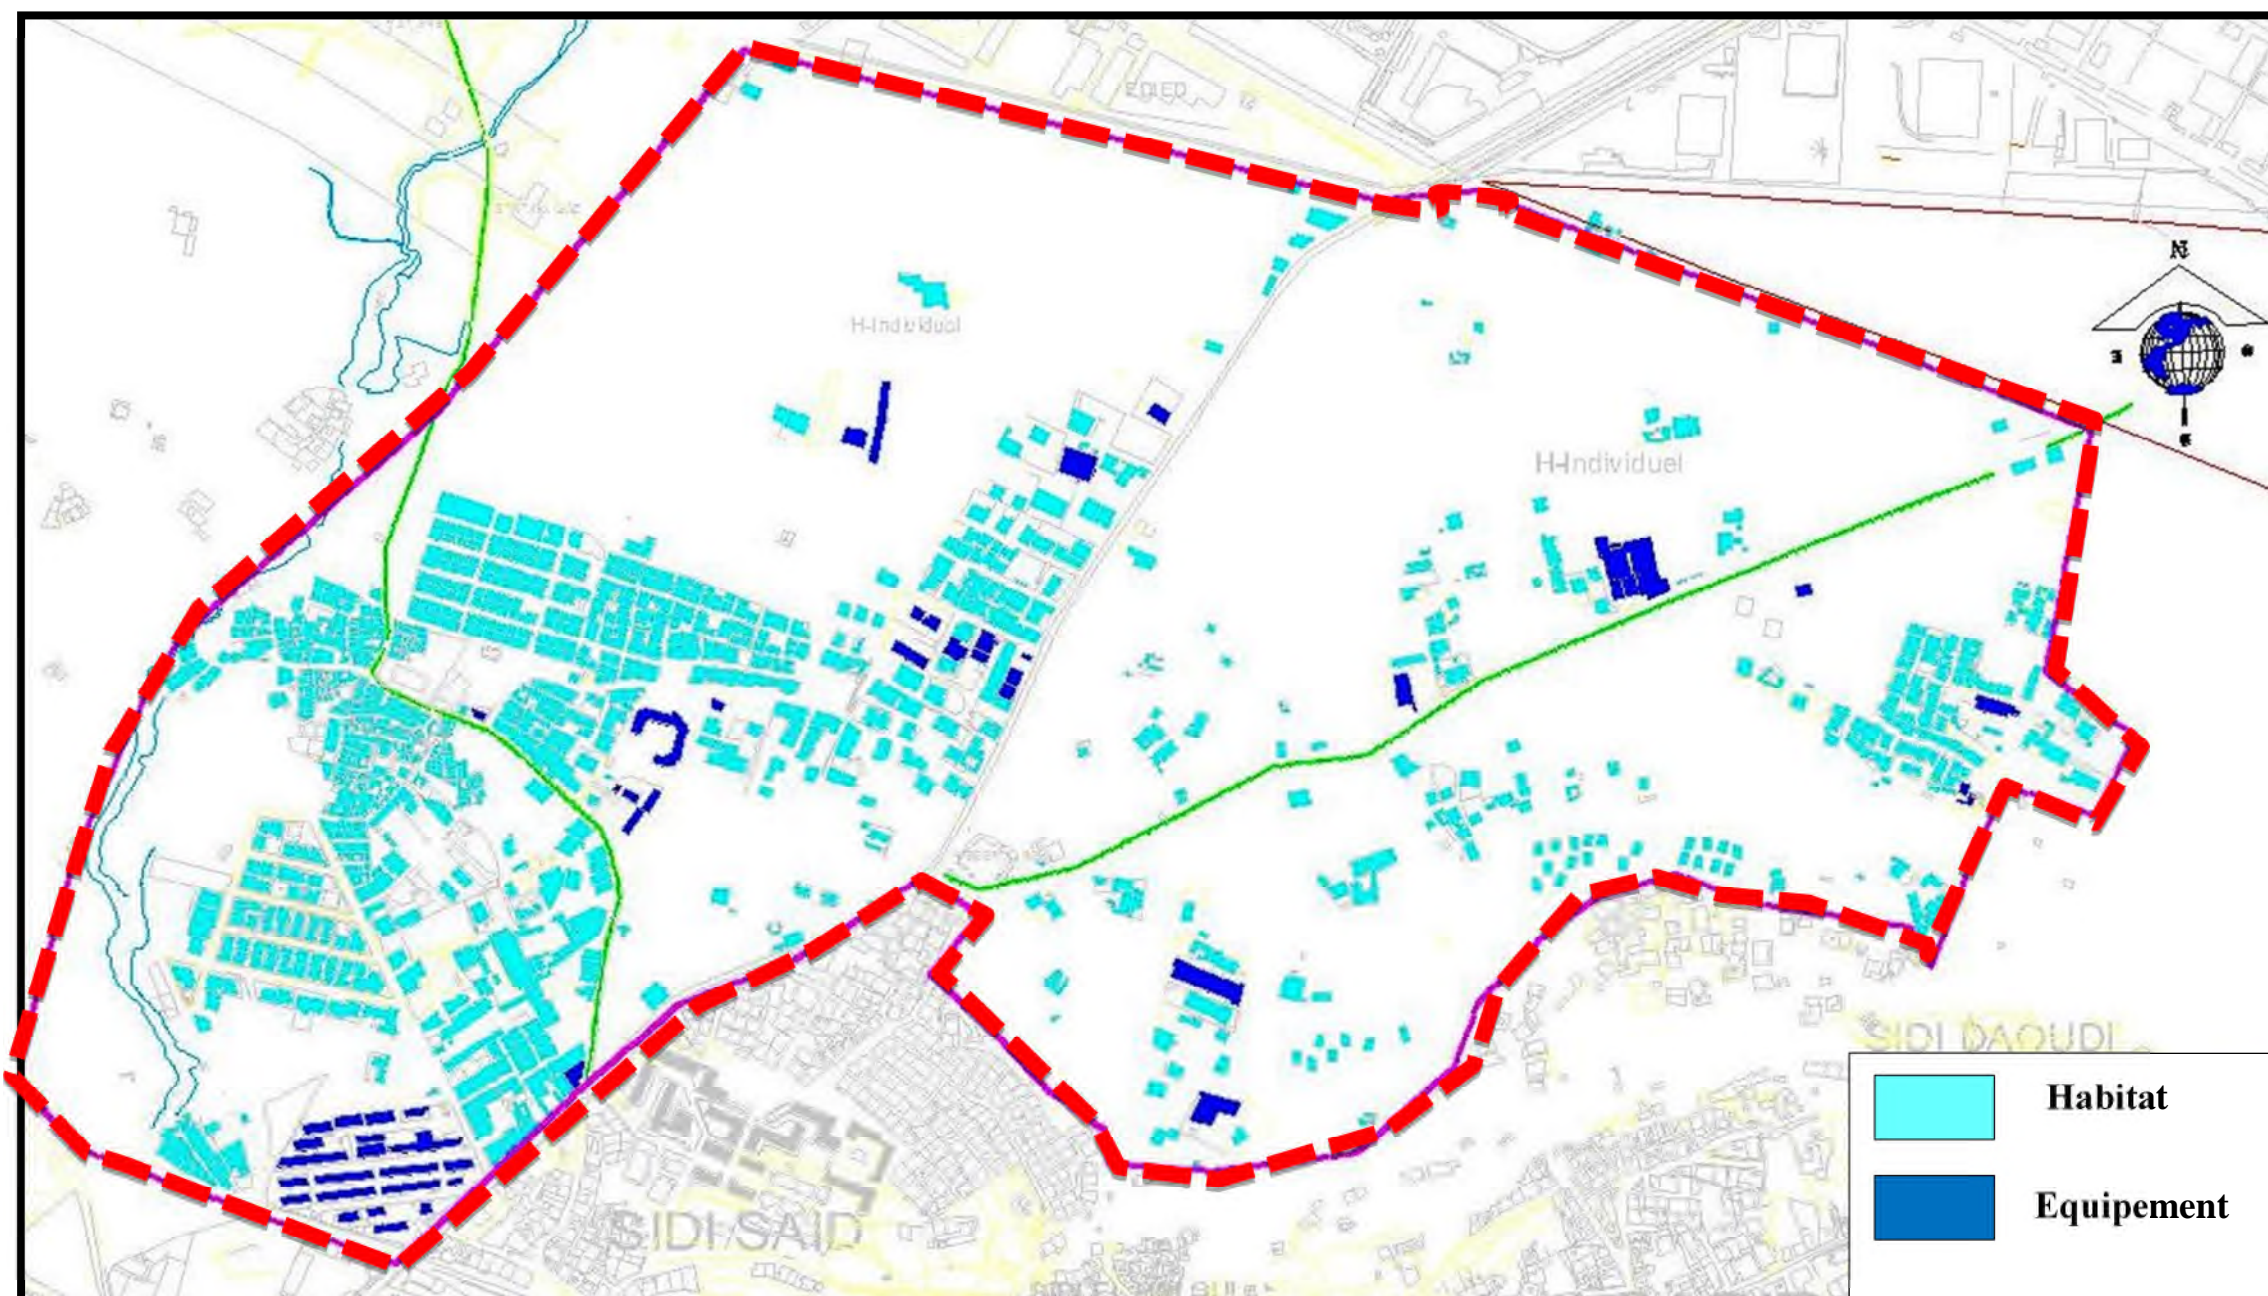 N
H-Individuel
H-Individuel
SIDI DAOUDI
Habitat
Equipement
SIDI SAID